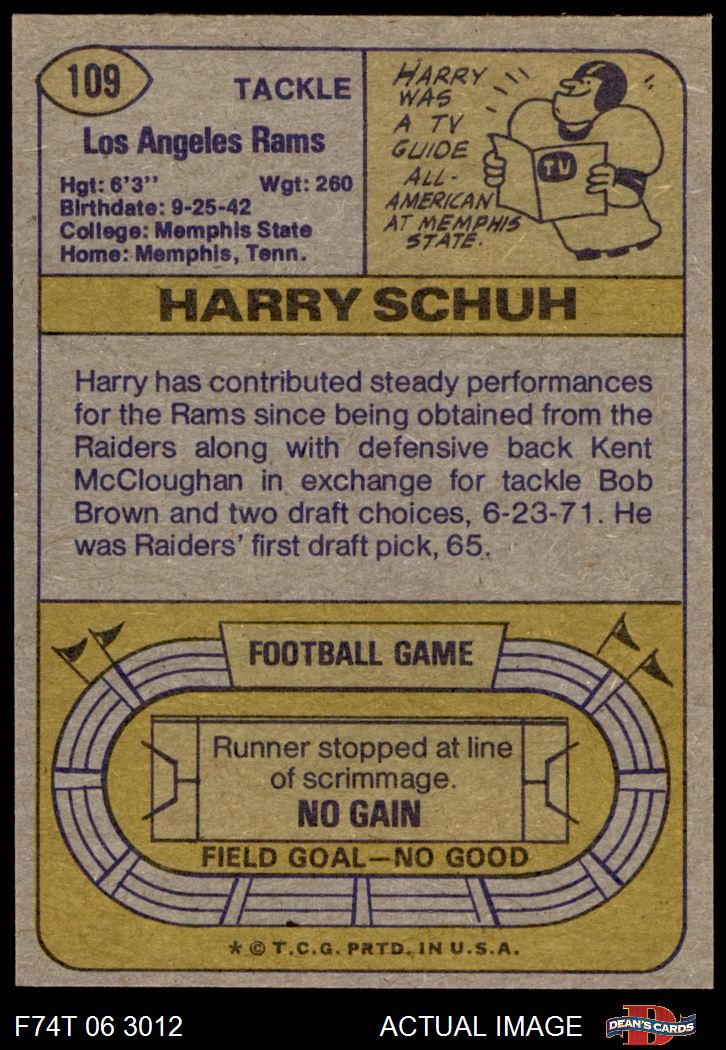 109
TACKLE
Los Angeles Rams
Hgt: 6'3" Wgt: 260
Birthdate: 9-25-42
College: Memphis State
Home: Memphis, Tenn.
HARRY
WAS
A TV
GUIDE
ALL-
AMERICAN
AT MEMPHIS
STATE.
TV
HARRY SCHUH
Harry has contributed steady performances
for the Rams since being obtained from the
Raiders along with defensive back Kent
McCloughan in exchange for tackle Bob
Brown and two draft choices, 6-23-71. He
was Raiders' first draft pick, 65.
FOOTBALL GAME
Runner stopped at line
of scrimmage.
NO GAIN
FIELD GOAL—NO GOOD
* © T.C.G. PRTD. IN U.S.A.
F74T 06 3012 ACTUAL IMAGE
D
DEAN'S CARDS